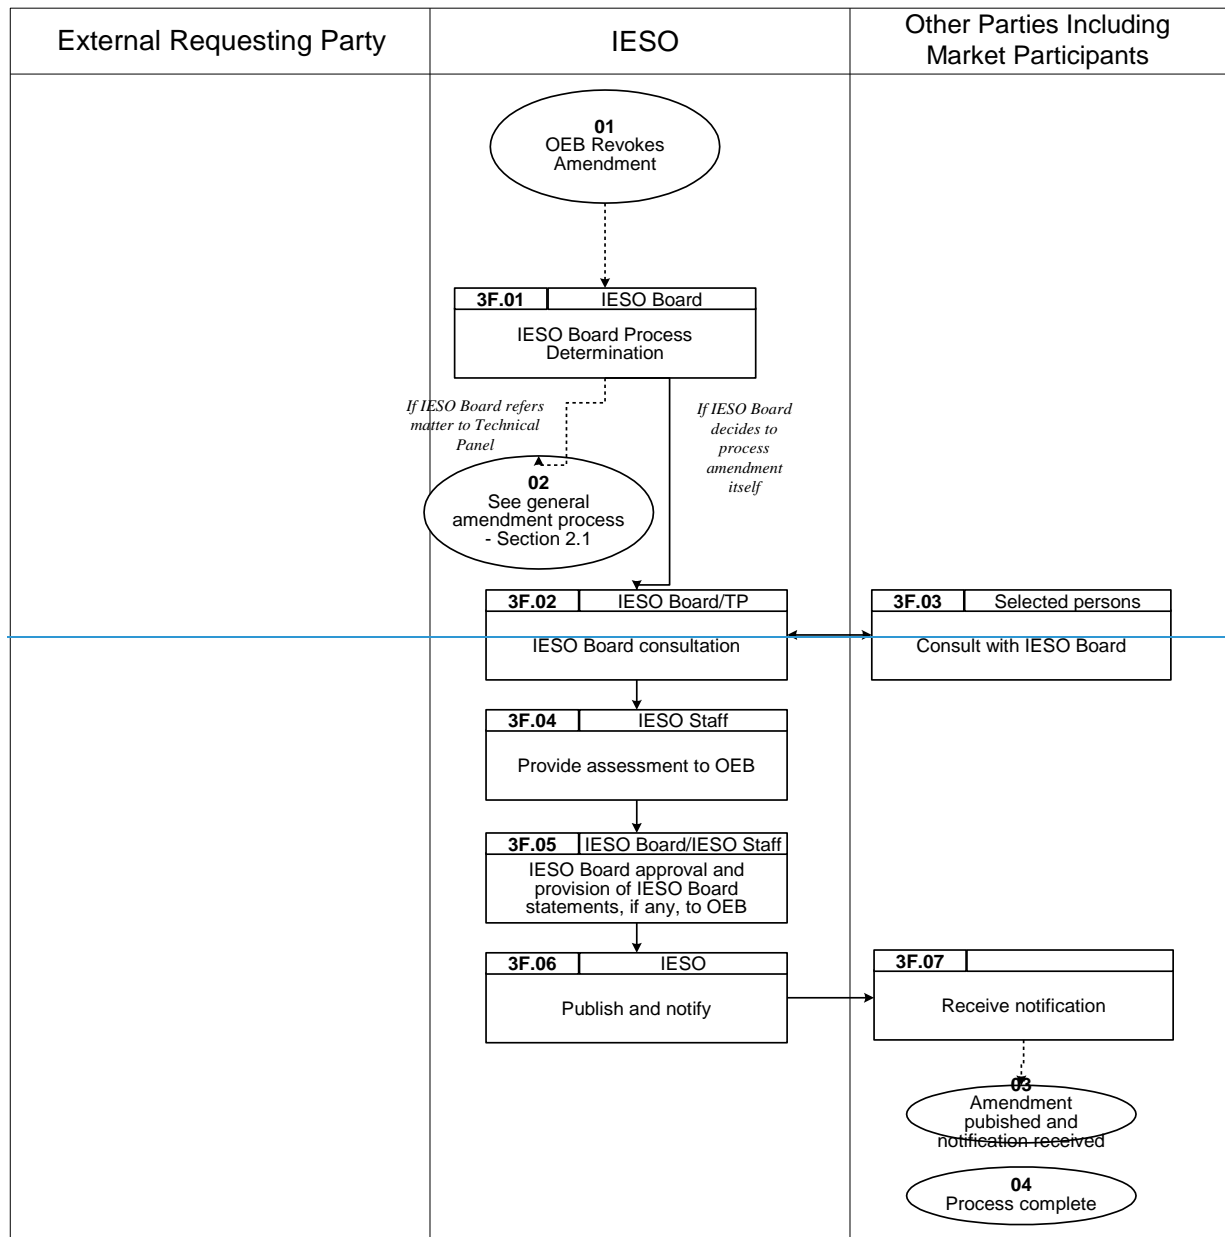 External Requesting Party
IESO
Other Parties Including
Market Participants
01
OEB Revokes
Amendment
3F.01
IESO Board
IESO Board Process
Determination
If IESO Board refers
matter to Technical
Panel
If IESO Board
decides to
process
amendment
itself
02
See general
amendment process
- Section 2.1
3F.02
IESO Board/TP
IESO Board consultation
3F.03
Selected persons
Consult with IESO Board
3F.04
IESO Staff
Provide assessment to OEB
3F.05
IESO Board/IESO Staff
IESO Board approval and
provision of IESO Board
statements, if any, to OEB
3F.06
IESO
Publish and notify
3F.07
Receive notification
03
Amendment
pubished and
notification received
04
Process complete